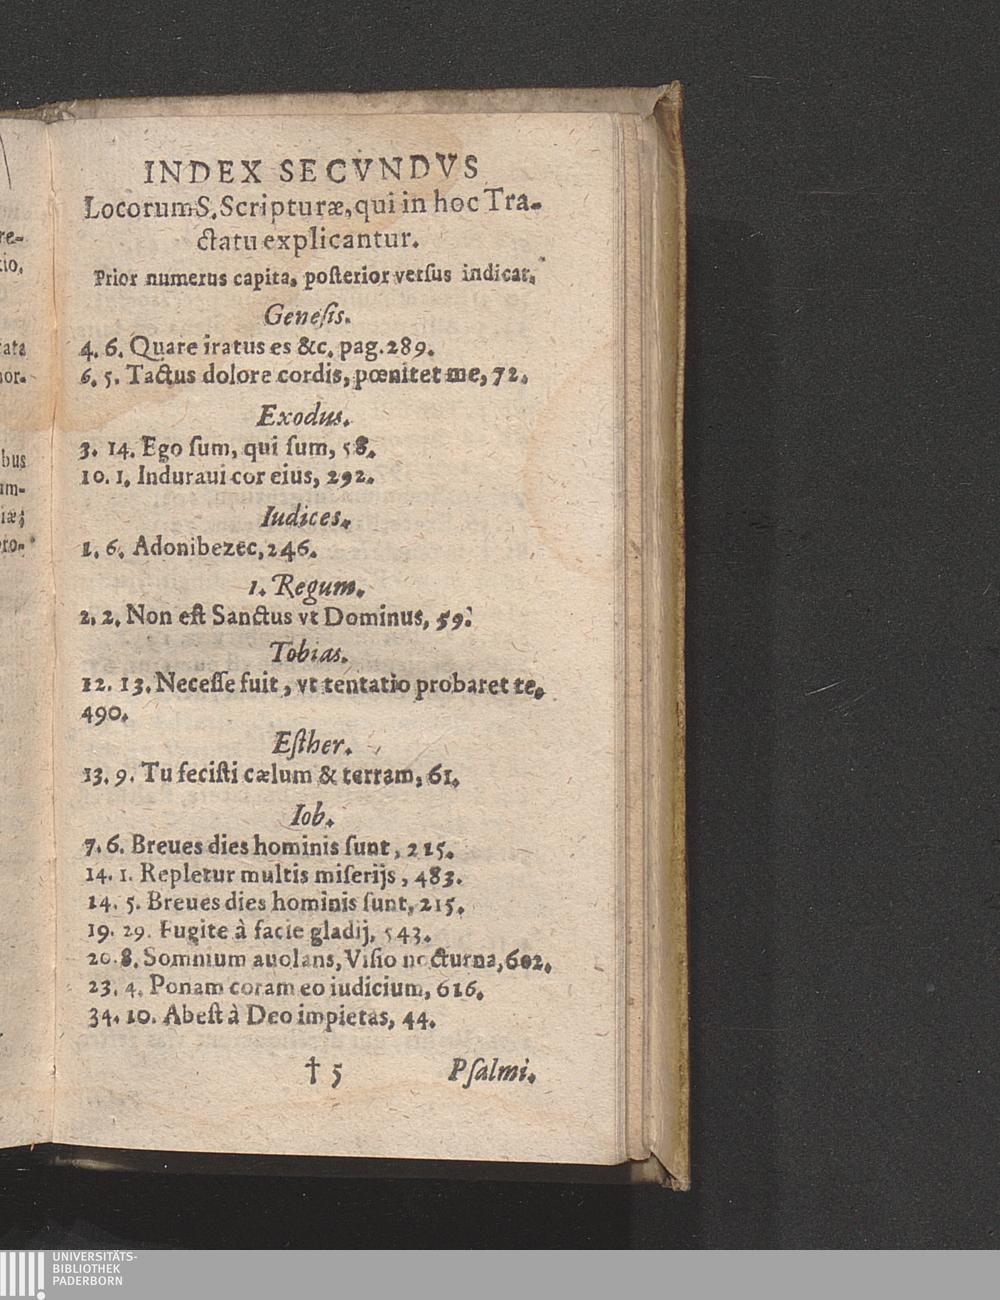 INDEX SECVNDVS
Locorum S. Scripturæ, qui in hoc Tra-
ctatu explicantur.
Prior numerus capita, posterior versus indicat.
Genesis.
4. 6. Quare iratus es &c. pag. 289.
6. 5. Tactus dolore cordis, pœnitet me, 72.
Exodus.
3. 14. Ego sum, qui sum, 58.
10. 1. Induraui cor eius, 292.
Iudices.
1. 6. Adonibezec, 246.
1. Regum.
2. 2. Non est Sanctus vt Dominus, 59.
Tobias.
12. 13. Necesse fuit, vt tentatio probaret te.
490.
Esther.
13. 9. Tu fecisti cælum & terram, 61.
Iob.
7. 6. Breues dies hominis sunt, 215.
14. 1. Repletur multis miserijs, 483.
14. 5. Breues dies hominis sunt, 215.
19. 29. Fugite à facie gladij, 543.
20. 8. Somnium auolans, Visio nocturna, 602.
23. 4. Ponam coram eo iudicium, 616.
34. 10. Abest à Deo impietas, 44.
† 5 Psalmi.
UNIVERSITÄTS-
BIBLIOTHEK
PADERBORN